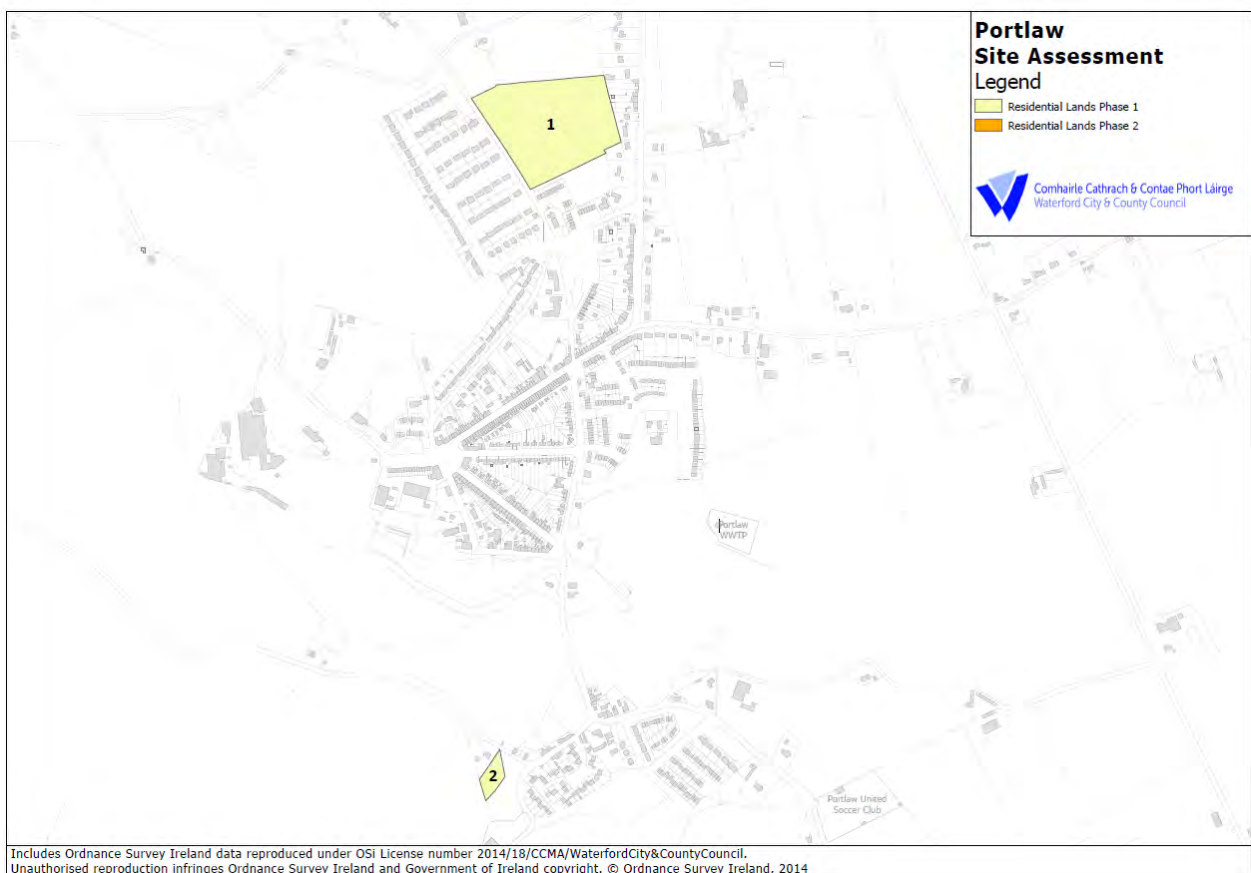 Portlaw
Site Assessment
Legend
Residential Lands Phase 1
Residential Lands Phase 2
Comhairle Cathrach & Contae Phort Láirge
Waterford City & County Council
1
Portlaw
WWTP
2
Portlaw United
Soccer Club
Includes Ordnance Survey Ireland data reproduced under OSi License number 2014/18/CCMA/WaterfordCity&CountyCouncil.
Unauthorised reproduction infringes Ordnance Survey Ireland and Government of Ireland copyright. © Ordnance Survey Ireland, 2014